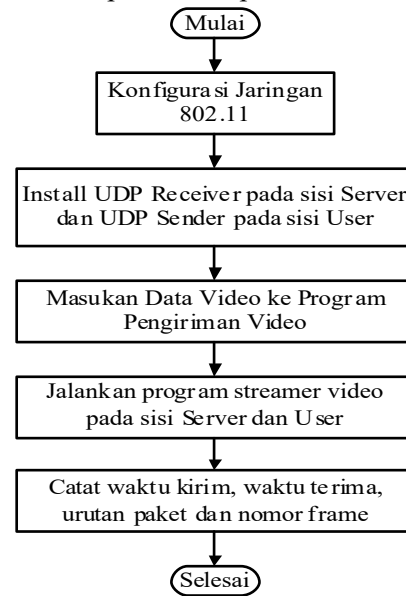 Mulai
Konfigurasi Jaringan
802.11
Install UDP Receiver pada sisi Server
dan UDP Sender pada sisi User
Masukan Data Video ke Program
Pengiriman Video
Jalankan program streamer video
pada sisi Server dan User
Catat waktu kirim, waktu terima,
urutan paket dan nomor frame
Selesai